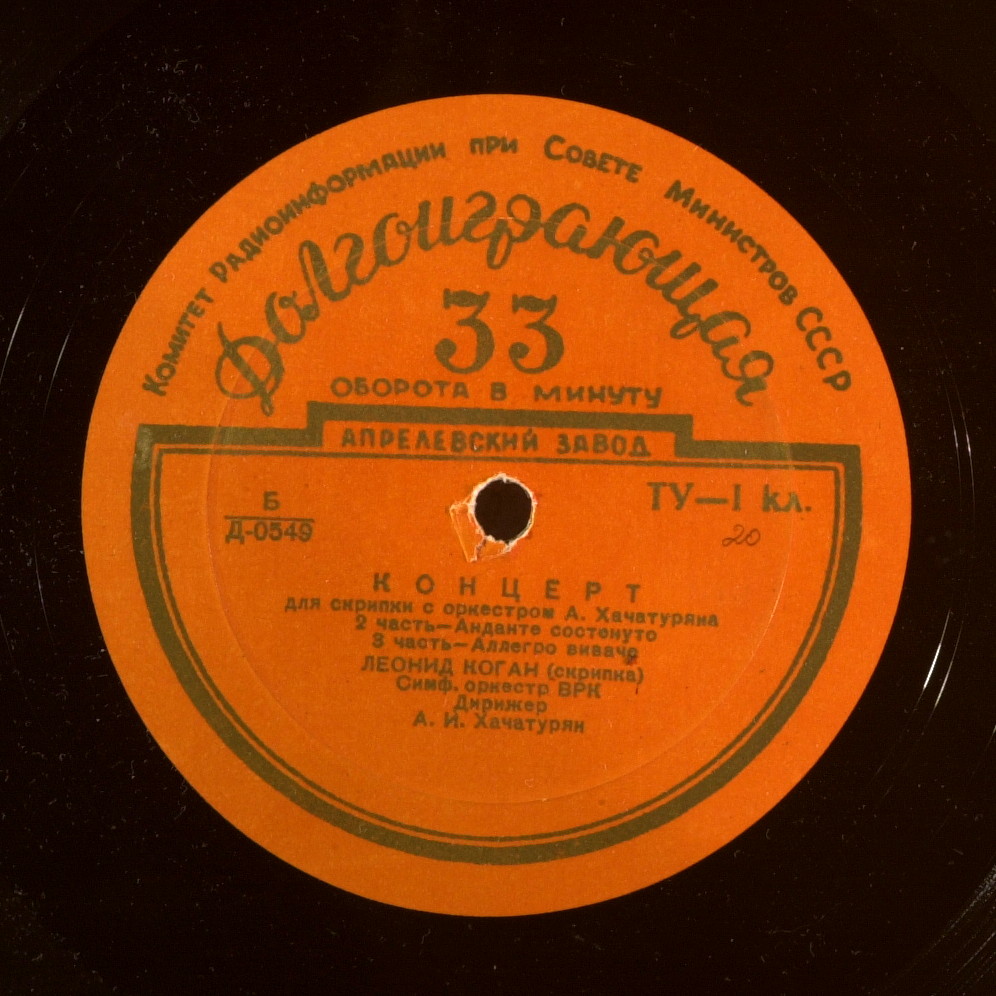 Комитет Радиоинформации при Совете Министров СССР
Долгоиграющая
33
ОБОРОТА В МИНУТУ
АПРЕЛЕВСКИЙ ЗАВОД
Б
Д-0549
ТУ—I кл.
20
КОНЦЕРТ
для скрипки с оркестром А. Хачатуряна
2 часть—Анданте состенуто
3 часть—Аллегро виваче
ЛЕОНИД КОГАН (скрипка)
Симф. оркестр ВРК
Дирижер
А. И. Хачатурян